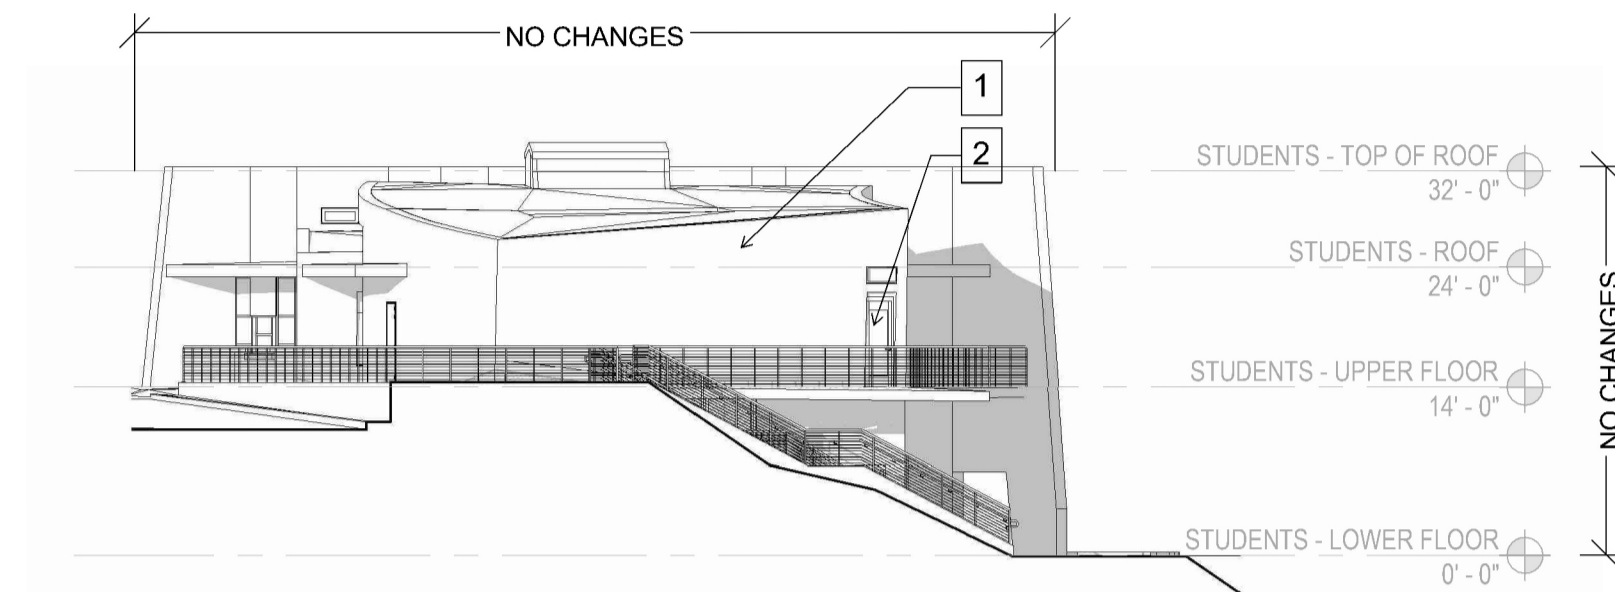 NO CHANGES
1
2
STUDENTS - TOP OF ROOF
32' - 0"
STUDENTS - ROOF
24' - 0"
NO CHANGES
STUDENTS - UPPER FLOOR
14' - 0"
STUDENTS - LOWER FLOOR
0' - 0"